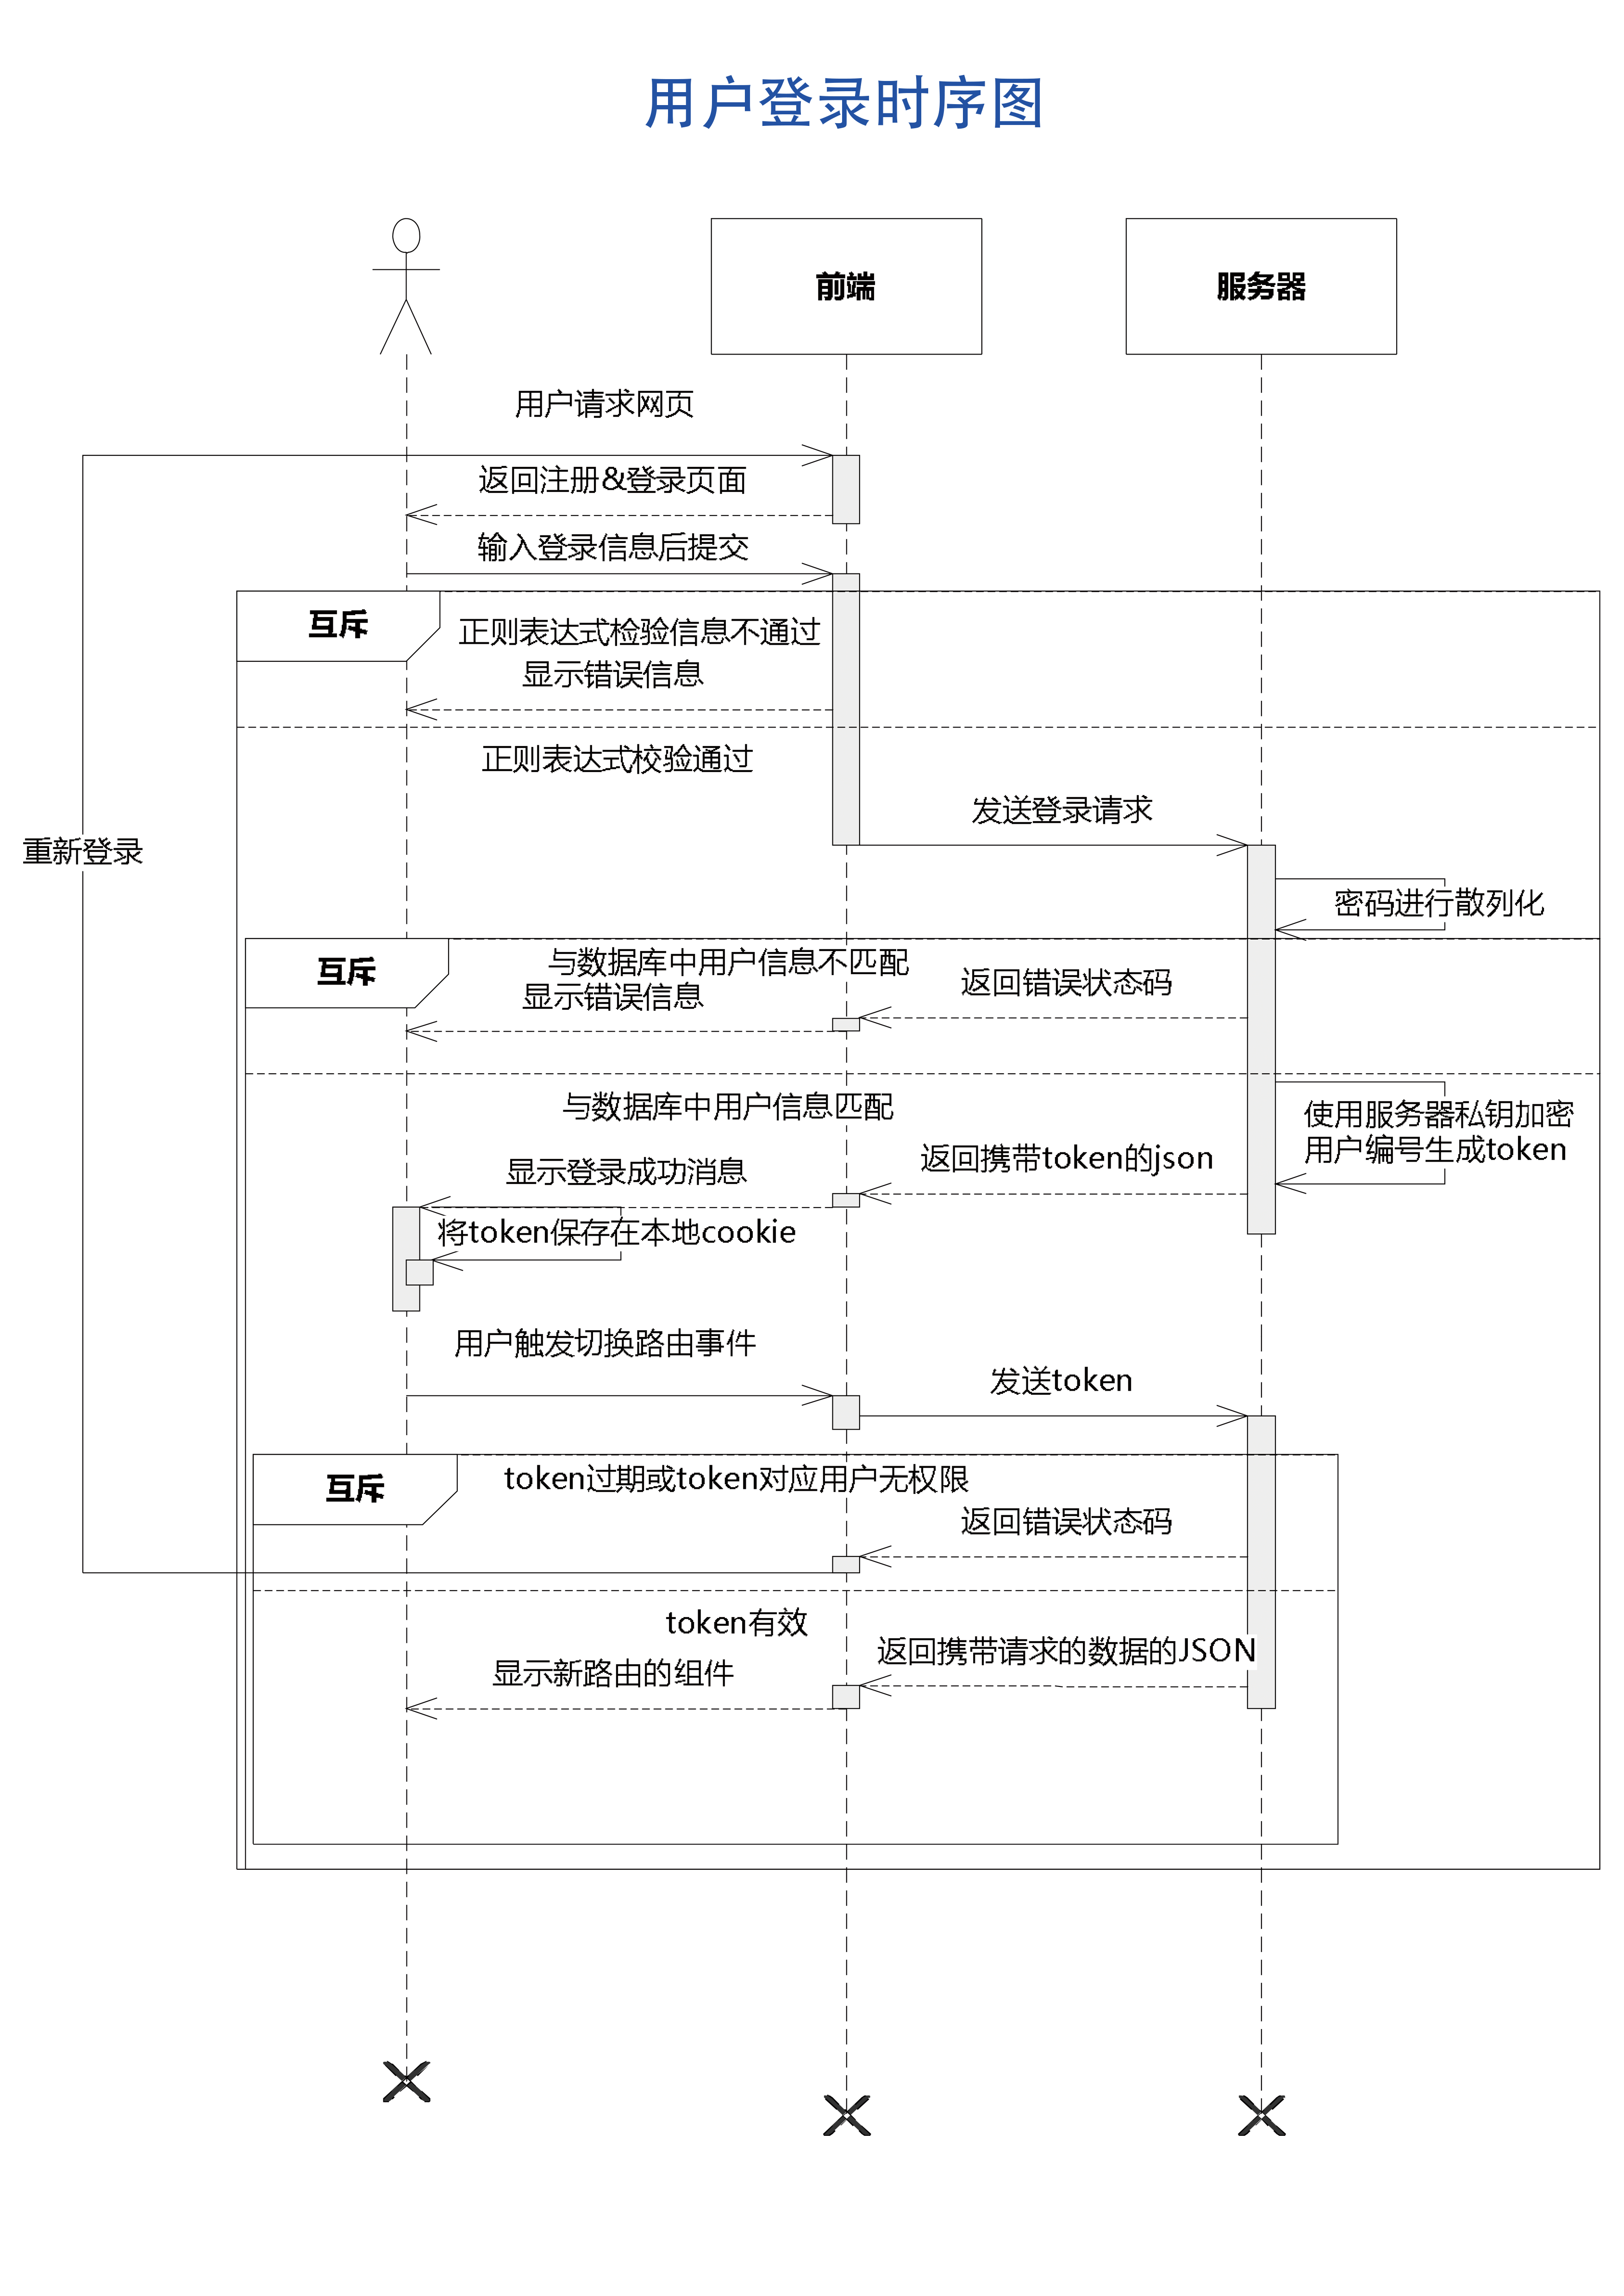 用户登录时序图
前端
服务器
用户请求网页
返回注册&登录页面
输入登录信息后提交
互斥
正则表达式检验信息不通过
显示错误信息
正则表达式校验通过
发送登录请求
重新登录
密码进行散列化
互斥
与数据库中用户信息不匹配
返回错误状态码
显示错误信息
与数据库中用户信息匹配
使用服务器私钥加密
用户编号生成token
返回携带token的json
显示登录成功消息
将token保存在本地cookie
用户触发切换路由事件
发送token
互斥
token过期或token对应用户无权限
返回错误状态码
token有效
返回携带请求的数据的JSON
显示新路由的组件